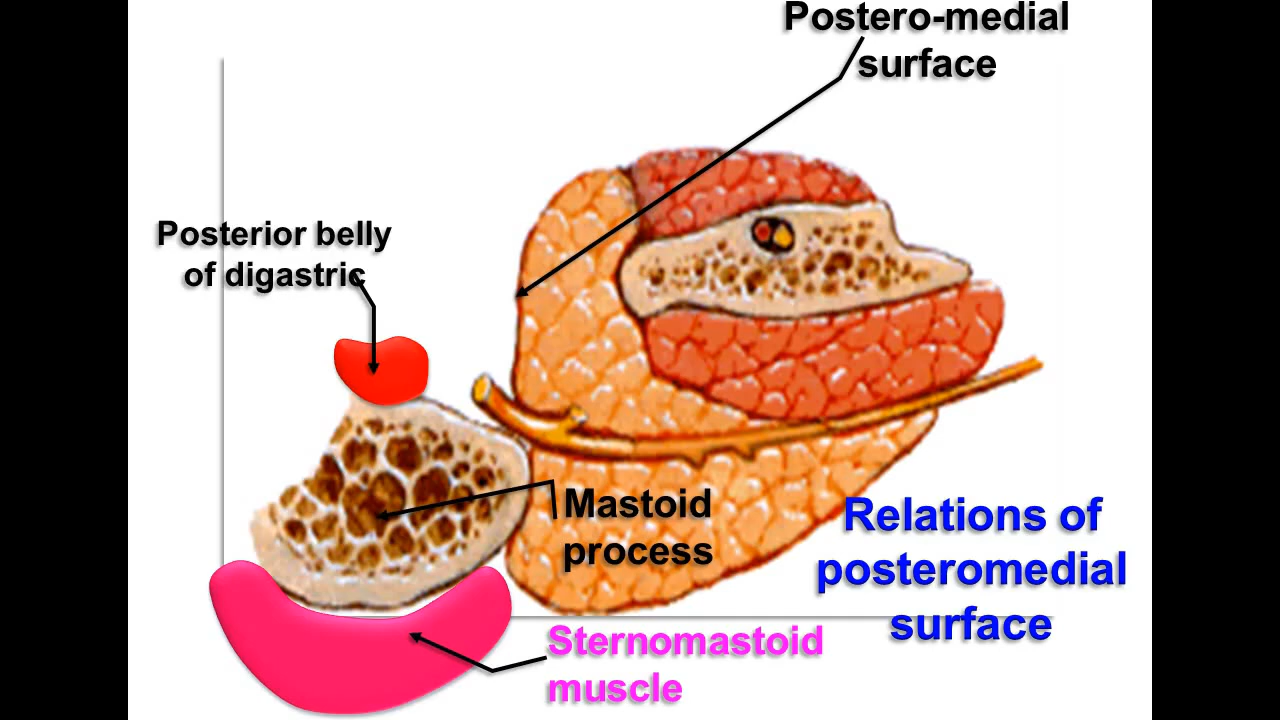 Postero-medial
surface
Posterior belly
of digastric
Mastoid
process
Relations of
posteromedial
surface
Sternomastoid
muscle